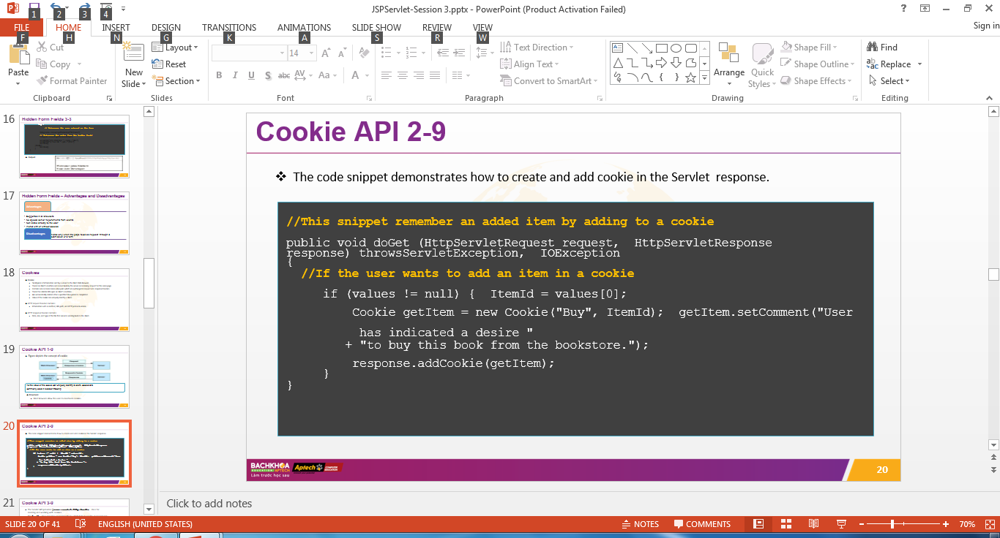 JSPServlet-Session 3.pptx - PowerPoint (Product Activation Failed)
1 2 3 4
Sign in
FILE HOME INSERT DESIGN TRANSITIONS ANIMATIONS SLIDE SHOW REVIEW VIEW
F H N G K A S R W
Paste
Cut
Copy
Format Painter
Clipboard
New
Slide
Layout
Reset
Section
Slides
14
B I U S abc AV Aa A
Font
Text Direction
Align Text
Convert to SmartArt
Paragraph
Arrange
Quick
Styles
Shape Fill
Shape Outline
Shape Effects
Drawing
Find
Replace
Select
Editing
16
Hidden Form Fields 3-3
17
Hidden Form Fields – Advantages and Disadvantages
18
Cookies
19
Cookie API 1-9
20
Cookie API 2-9
21
Cookie API 3-9
Cookie API 2-9
❖ The code snippet demonstrates how to create and add cookie in the Servlet response.
//This snippet remember an added item by adding to a cookie
public void doGet (HttpServletRequest request, HttpServletResponse
response) throwsServletException, IOException
{
//If the user wants to add an item in a cookie
if (values != null) { ItemId = values[0];
Cookie getItem = new Cookie("Buy", ItemId); getItem.setComment("User
has indicated a desire "
+ "to buy this book from the bookstore.");
response.addCookie(getItem);
}
}
BACHKHOA
EDUCATION APTECH
Làm trước học sau
Aptech
COMPUTER
EDUCATION
20
Click to add notes
SLIDE 20 OF 41 ENGLISH (UNITED STATES) NOTES COMMENTS 70%